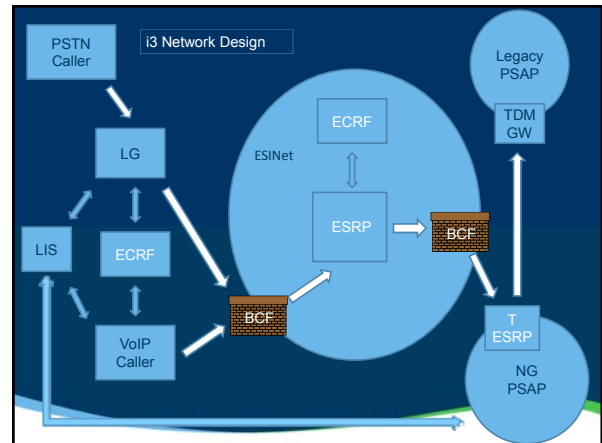 PSTN
Caller
i3 Network Design
Legacy
PSAP
TDM
GW
ECRF
LG
ESINet
ESRP
BCF
LIS
ECRF
BCF
VoIP
Caller
T
ESRP
NG
PSAP